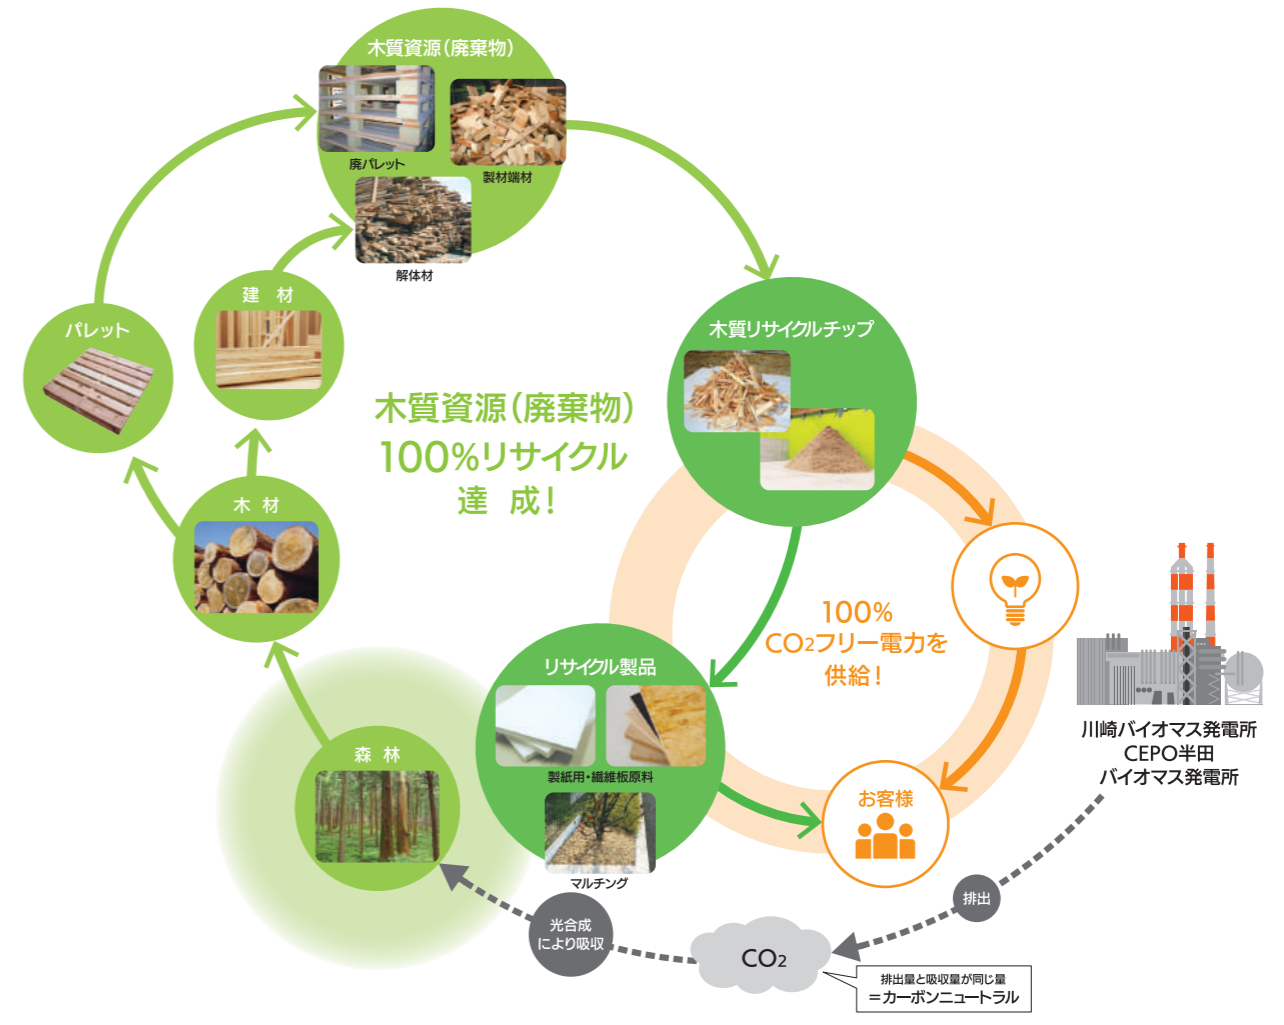 木質資源（廃棄物）
廃パレット
製材端材
解体材
建 材
パレット
木質リサイクルチップ
木質資源（廃棄物）
100%リサイクル
達 成！
木 材
100%
CO2フリー電力を
供給！
リサイクル製品
製紙用・繊維板原料
マルチング
森 林
お客様
川崎バイオマス発電所
CEPO半田
バイオマス発電所
排出
光合成
により吸収
CO2
排出量と吸収量が同じ量
＝カーボンニュートラル